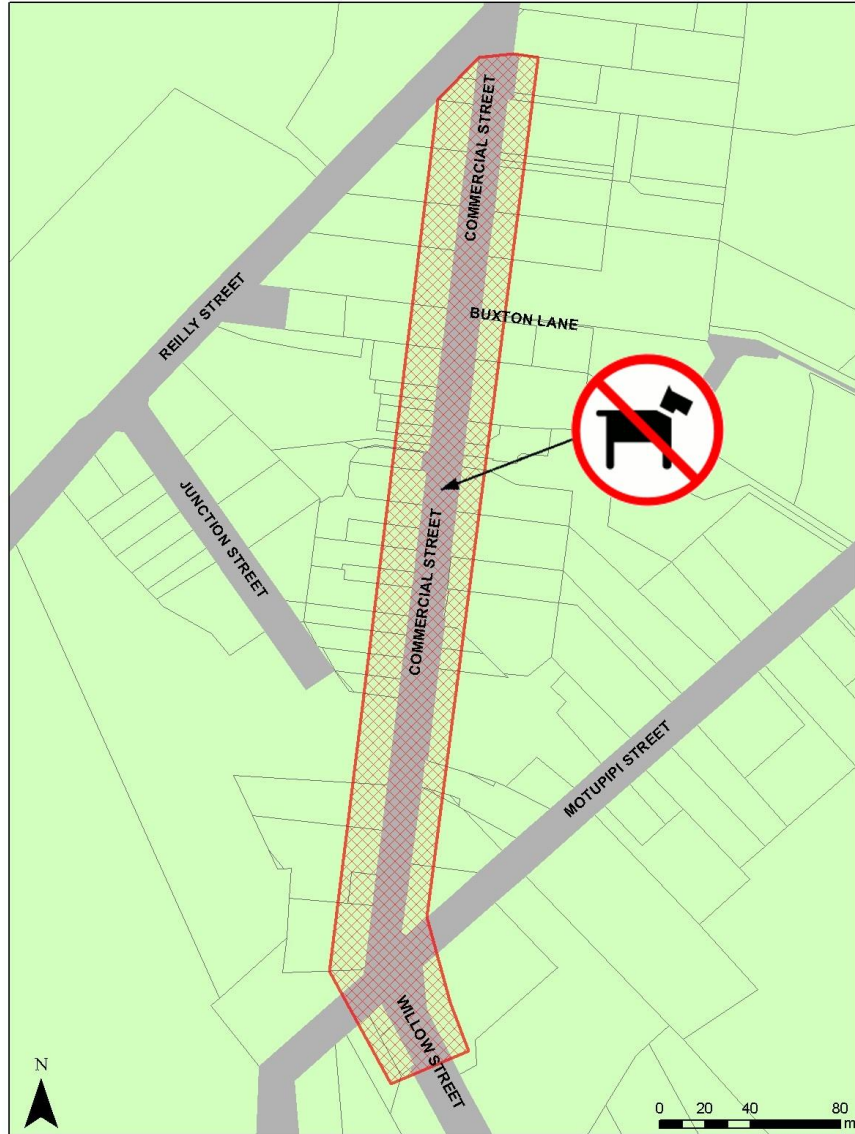 COMMERCIAL STREET
BUXTON LANE
REILLY STREET
JUNCTION STREET
COMMERCIAL STREET
MOTUPIPI STREET
WILLOW STREET
N
0 20 40 80
m